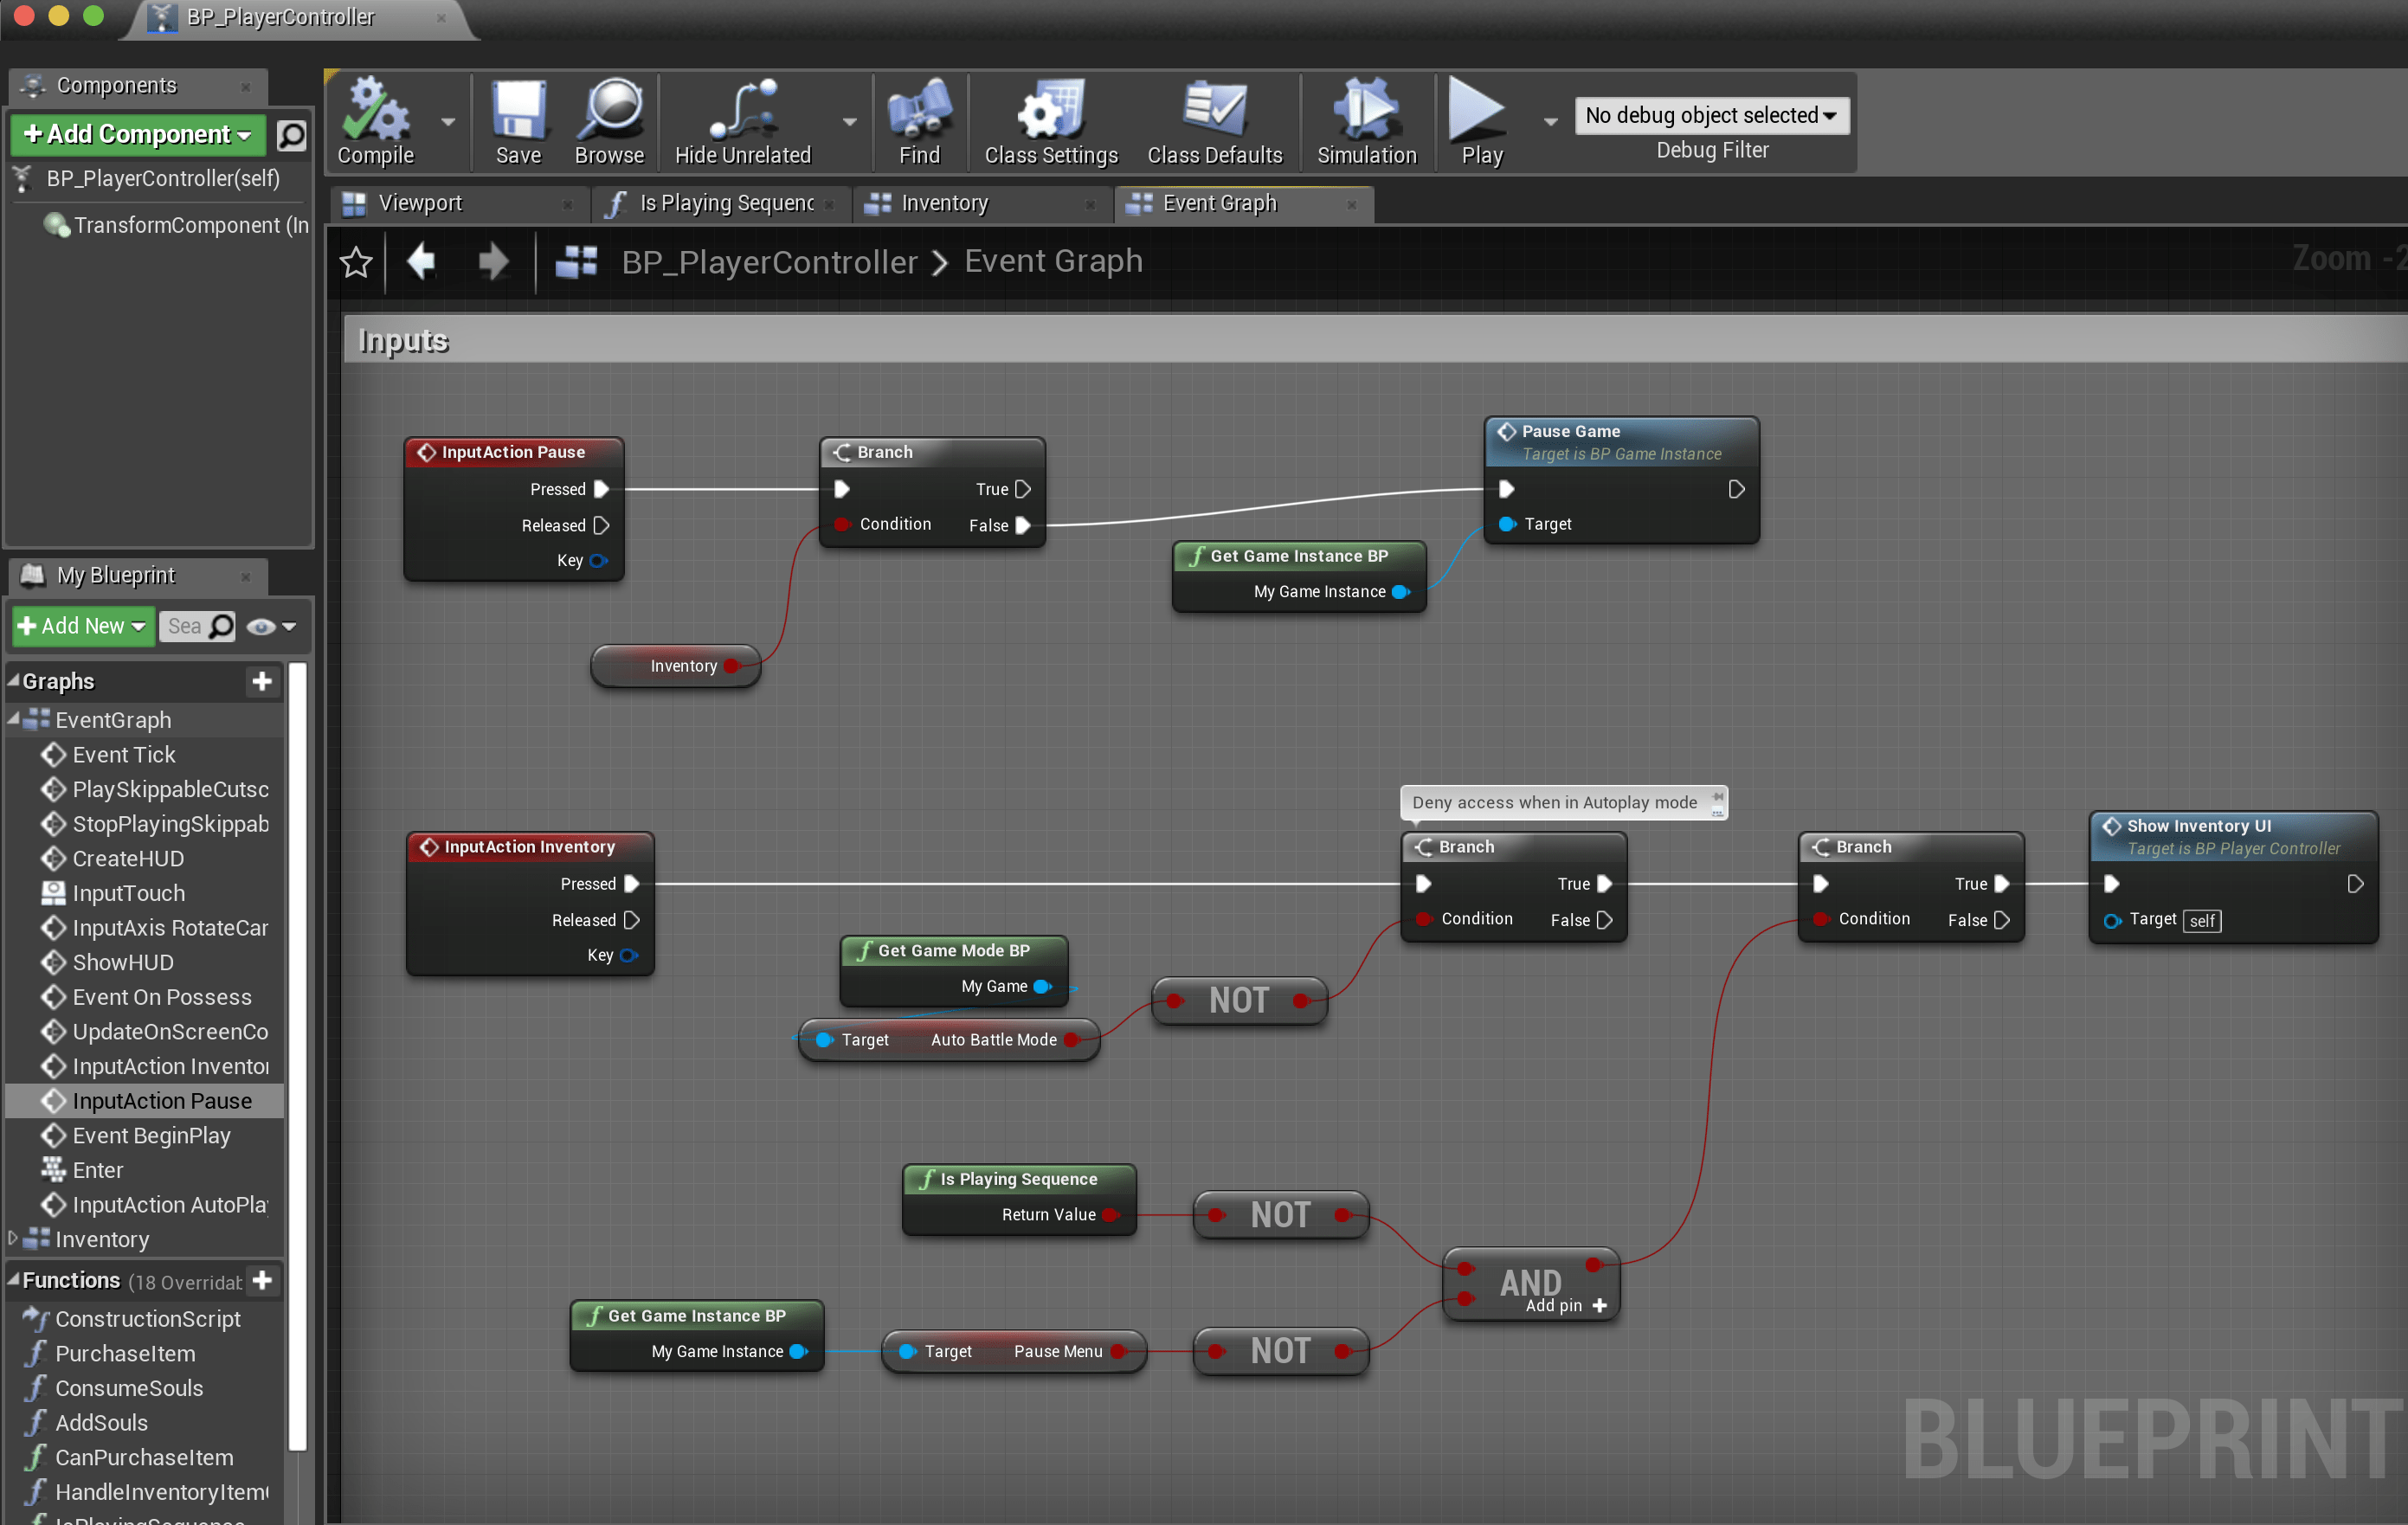 BP_PlayerController
Components
Add Component
BP_PlayerController(self)
TransformComponent (In
Compile
Save
Browse
Hide Unrelated
Find
Class Settings
Class Defaults
Simulation
Play
No debug object selected
Debug Filter
Viewport
Is Playing Sequenc
Inventory
Event Graph
BP_PlayerController
Event Graph
Zoom -2
Inputs
InputAction Pause
Pressed
Released
Key
Branch
True
Condition
False
Pause Game
Target is BP Game Instance
Target
Get Game Instance BP
My Game Instance
Inventory
Deny access when in Autoplay mode
InputAction Inventory
Pressed
Released
Key
Branch
True
Condition
False
Branch
True
Condition
False
Show Inventory UI
Target is BP Player Controller
Target self
Get Game Mode BP
My Game
Target Auto Battle Mode
NOT
Is Playing Sequence
Return Value
NOT
AND
Add pin
Get Game Instance BP
My Game Instance
Target Pause Menu
NOT
BLUEPRINT
My Blueprint
Add New
Sea
Graphs
EventGraph
Event Tick
PlaySkippableCutsc
StopPlayingSkippab
CreateHUD
InputTouch
InputAxis RotateCar
ShowHUD
Event On Possess
UpdateOnScreenCo
InputAction Inventor
InputAction Pause
Event BeginPlay
Enter
InputAction AutoPla
Inventory
Functions (18 Overridab
ConstructionScript
PurchaseItem
ConsumeSouls
AddSouls
CanPurchaseItem
HandleInventoryItem
IsPlayingSequence